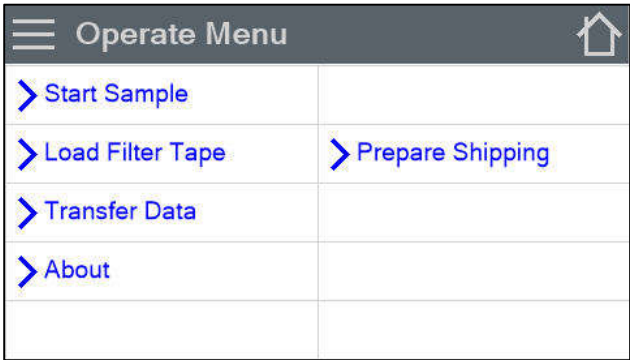 Operate Menu
Start Sample
Load Filter Tape
Prepare Shipping
Transfer Data
About